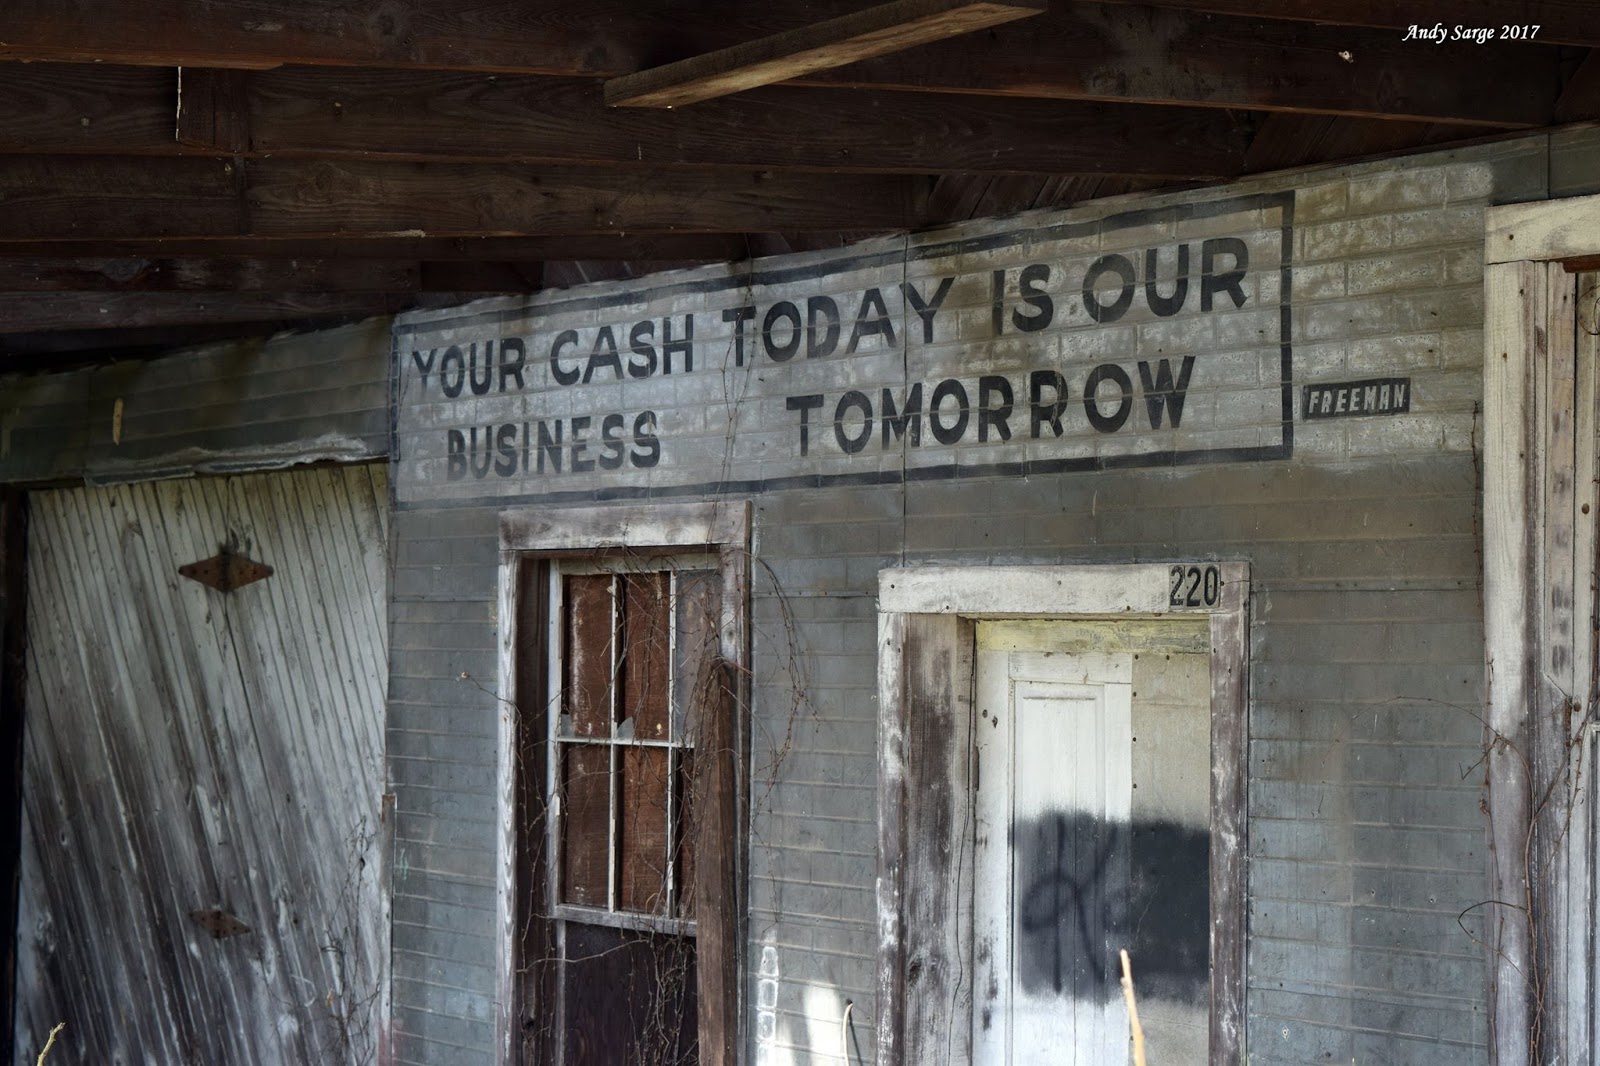 Andy Sarge 2017
YOUR CASH TODAY IS OUR
BUSINESS TOMORROW
FREEMAN
220